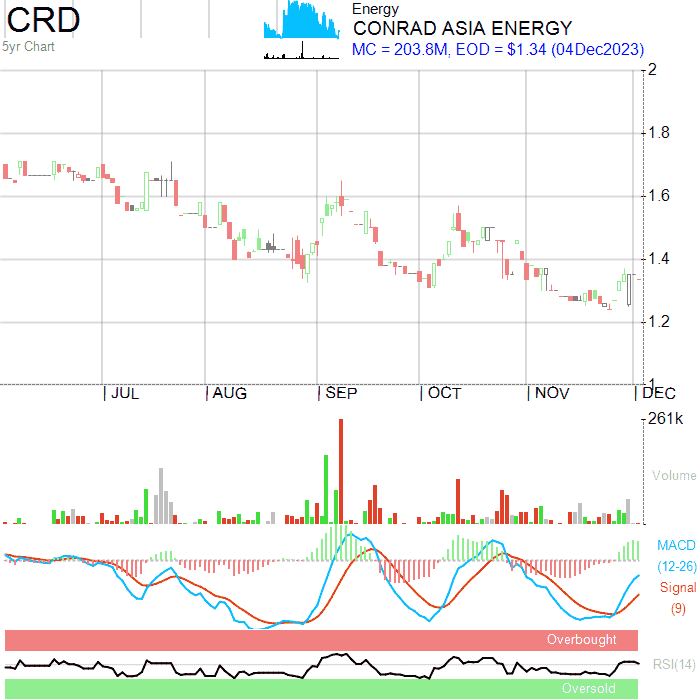 CRD
5yr Chart
Energy
CONRAD ASIA ENERGY
MC = 203.8M, EOD = $1.34 (04Dec2023)
2
1.8
1.6
1.4
1.2
1
JUL AUG SEP OCT NOV DEC
261k
Volume
MACD
(12-26)
Signal
(9)
Overbought
RSI(14)
Oversold